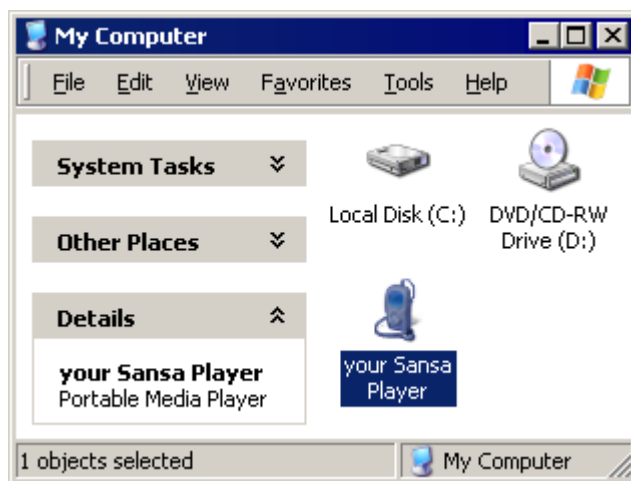 My Computer
File Edit View Favorites Tools Help
System Tasks
Other Places
Details
your Sansa Player
Portable Media Player
Local Disk (C:)
DVD/CD-RW
Drive (D:)
your Sansa
Player
1 objects selected
My Computer